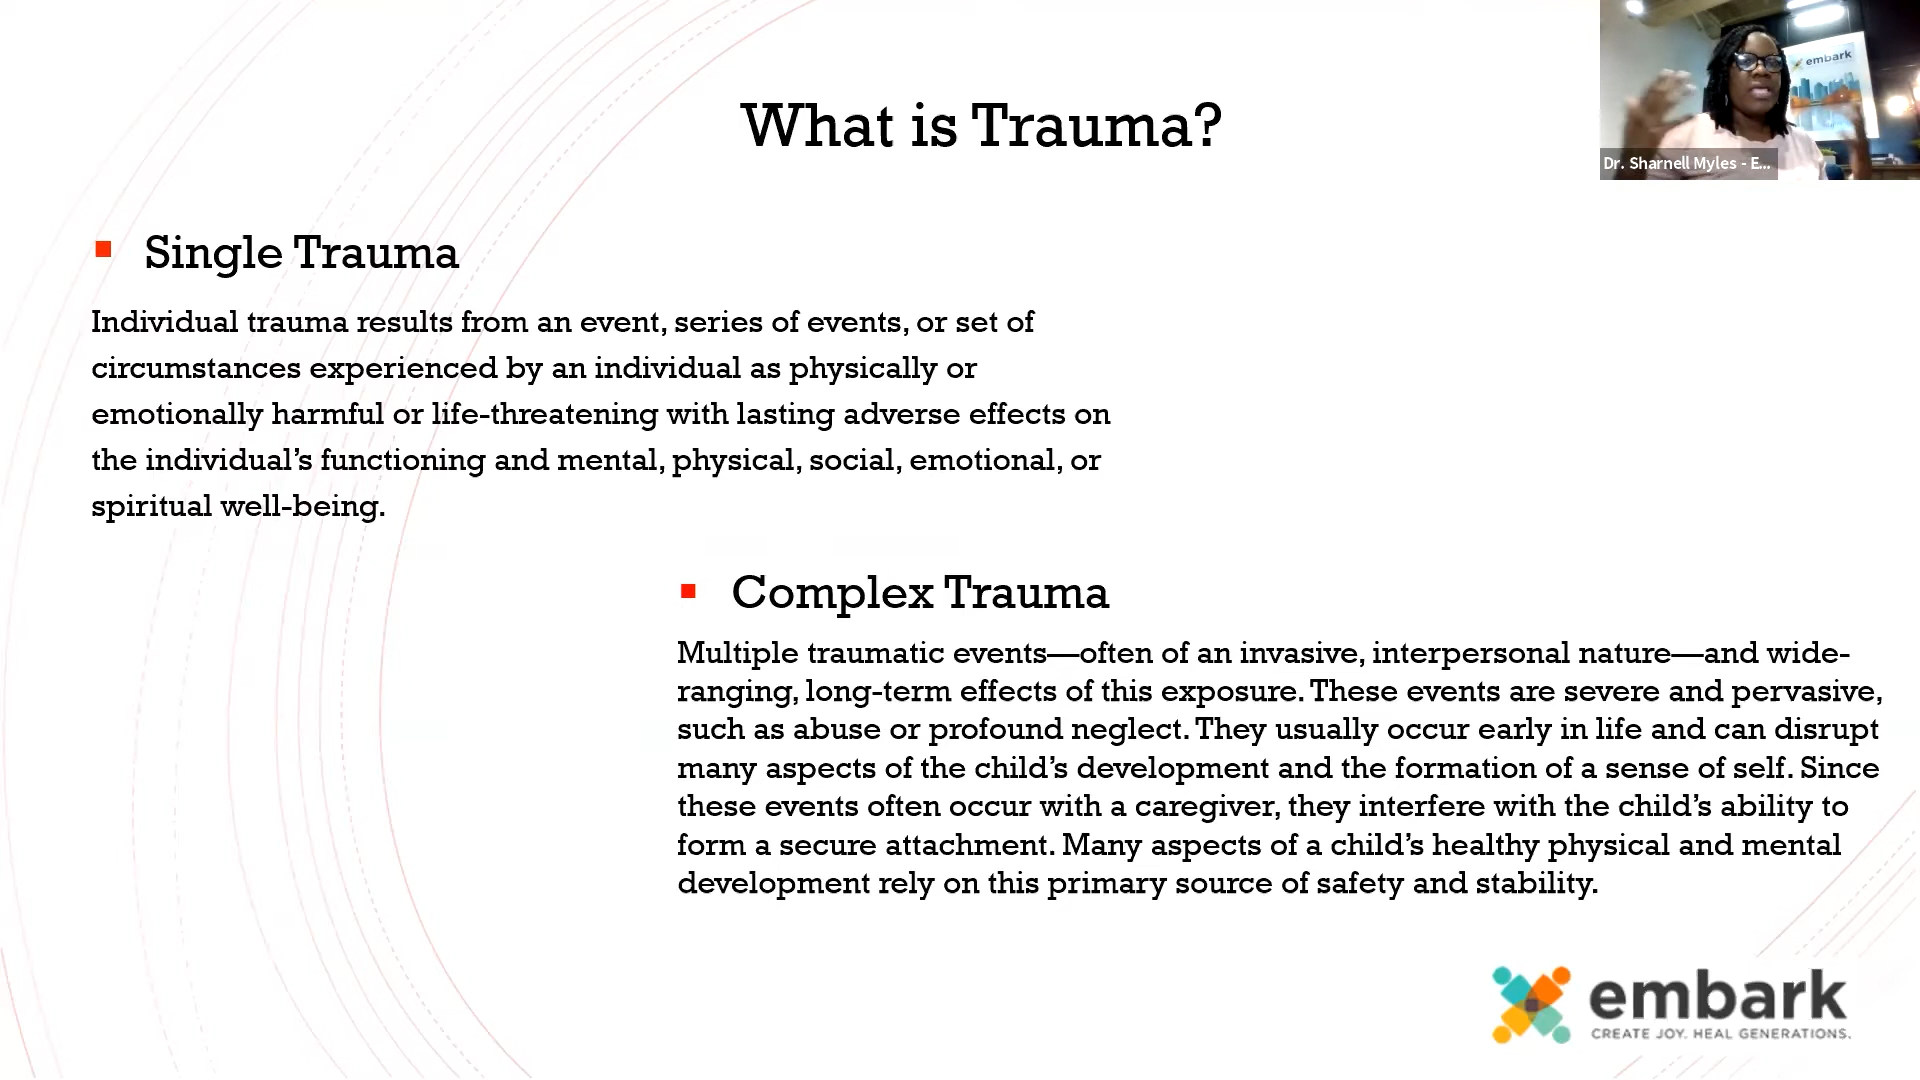 What is Trauma?
embark
Dr. Sharnell Myles - E...
Single Trauma
Individual trauma results from an event, series of events, or set of
circumstances experienced by an individual as physically or
emotionally harmful or life-threatening with lasting adverse effects on
the individual’s functioning and mental, physical, social, emotional, or
spiritual well-being.
Complex Trauma
Multiple traumatic events—often of an invasive, interpersonal nature—and wide-
ranging, long-term effects of this exposure. These events are severe and pervasive,
such as abuse or profound neglect. They usually occur early in life and can disrupt
many aspects of the child’s development and the formation of a sense of self. Since
these events often occur with a caregiver, they interfere with the child’s ability to
form a secure attachment. Many aspects of a child’s healthy physical and mental
development rely on this primary source of safety and stability.
embark
CREATE JOY. HEAL GENERATIONS.